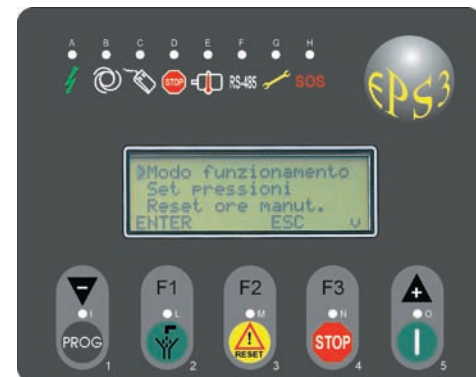 A B C D E F G H
STOP RS-485 SOS
EPS3
Modo funzionamento
Set pressioni
Reset ore manut.
ENTER ESC v
- F1 F2 F3 +
I L M N O
PROG RESET STOP I
1 2 3 4 5